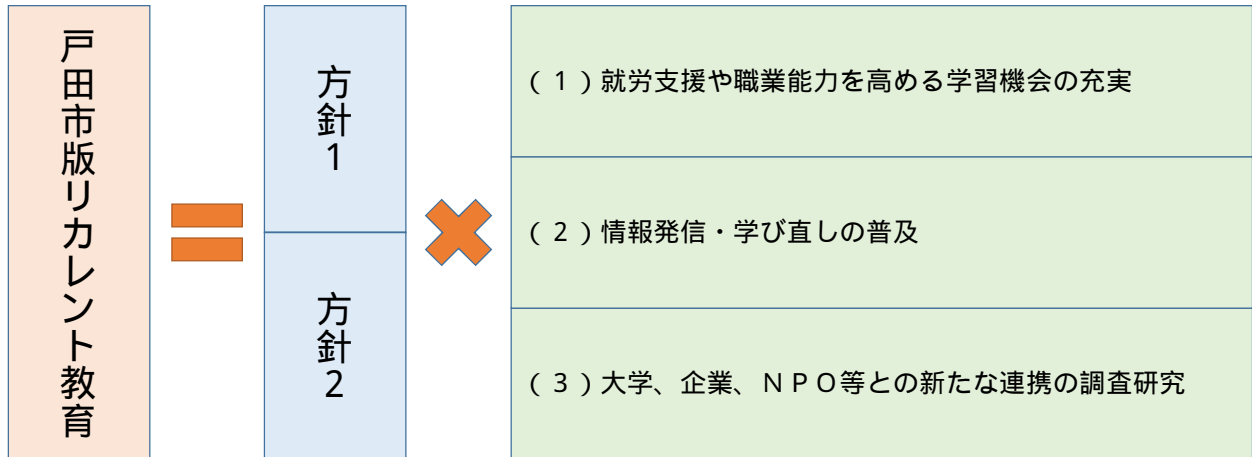 戸田市版リカレント教育
方針1
方針2
(1)就労支援や職業能力を高める学習機会の充実
(2)情報発信・学び直しの普及
(3)大学、企業、NPO等との新たな連携の調査研究